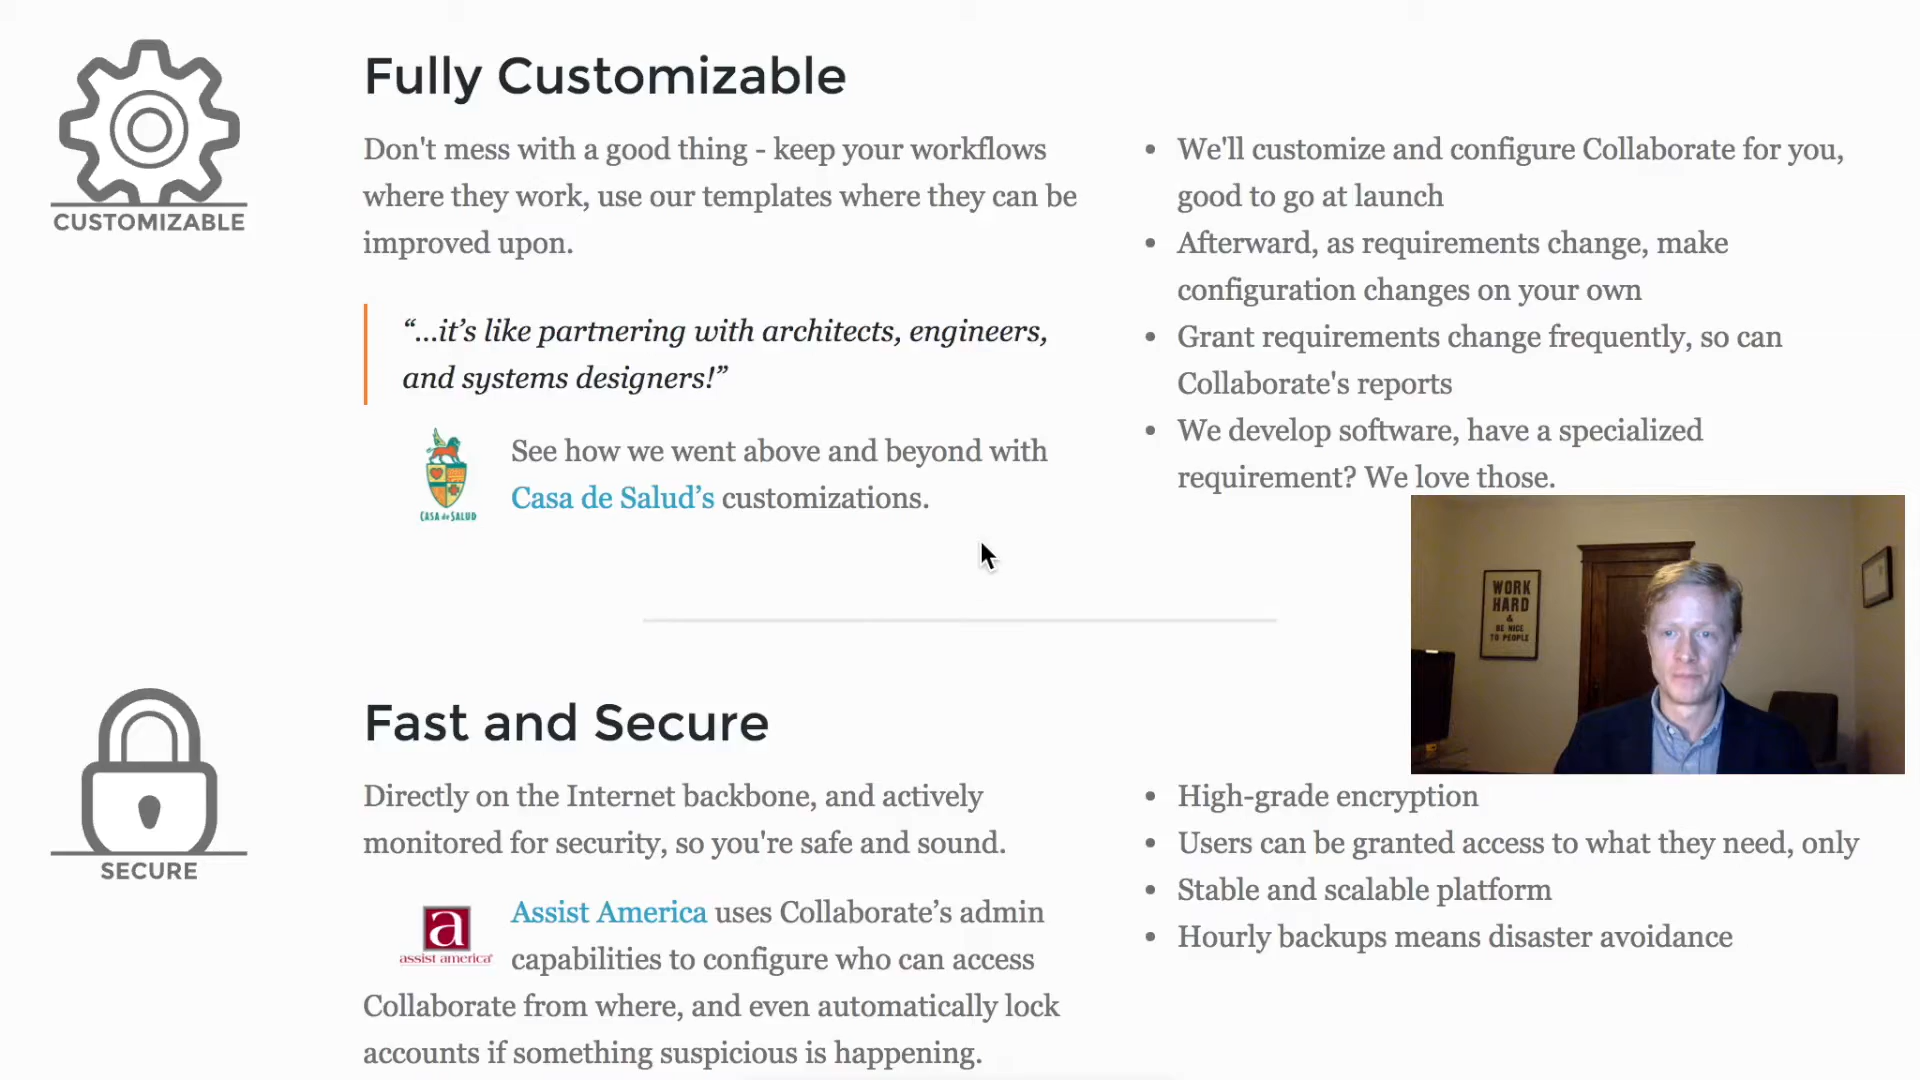 CUSTOMIZABLE
Fully Customizable
Don't mess with a good thing - keep your workflows
where they work, use our templates where they can be
improved upon.
“...it’s like partnering with architects, engineers,
and systems designers!”
CASA de SALUD
See how we went above and beyond with
Casa de Salud’s customizations.
• We'll customize and configure Collaborate for you,
good to go at launch
• Afterward, as requirements change, make
configuration changes on your own
• Grant requirements change frequently, so can
Collaborate's reports
• We develop software, have a specialized
requirement? We love those.
WORK
HARD
&
BE NICE
TO PEOPLE
SECURE
Fast and Secure
Directly on the Internet backbone, and actively
monitored for security, so you're safe and sound.
a
assist america®
Assist America uses Collaborate’s admin
capabilities to configure who can access
Collaborate from where, and even automatically lock
accounts if something suspicious is happening.
• High-grade encryption
• Users can be granted access to what they need, only
• Stable and scalable platform
• Hourly backups means disaster avoidance